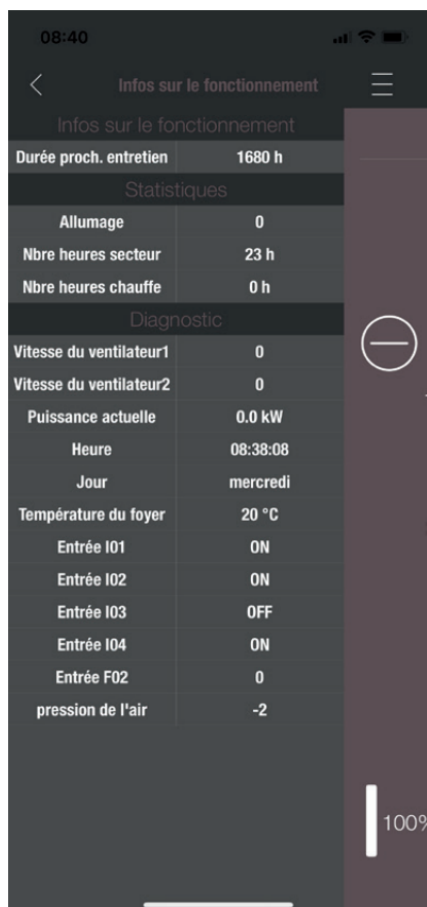 08:40
Infos sur le fonctionnement
Infos sur le fonctionnement
Durée proch. entretien 1680 h
Statistiques
Allumage 0
Nbre heures secteur 23 h
Nbre heures chauffe 0 h
Diagnostic
Vitesse du ventilateur1 0
Vitesse du ventilateur2 0
Puissance actuelle 0.0 kW
Heure 08:38:08
Jour mercredi
Température du foyer 20 °C
Entrée I01 ON
Entrée I02 ON
Entrée I03 OFF
Entrée I04 ON
Entrée F02 0
pression de l'air -2
100%